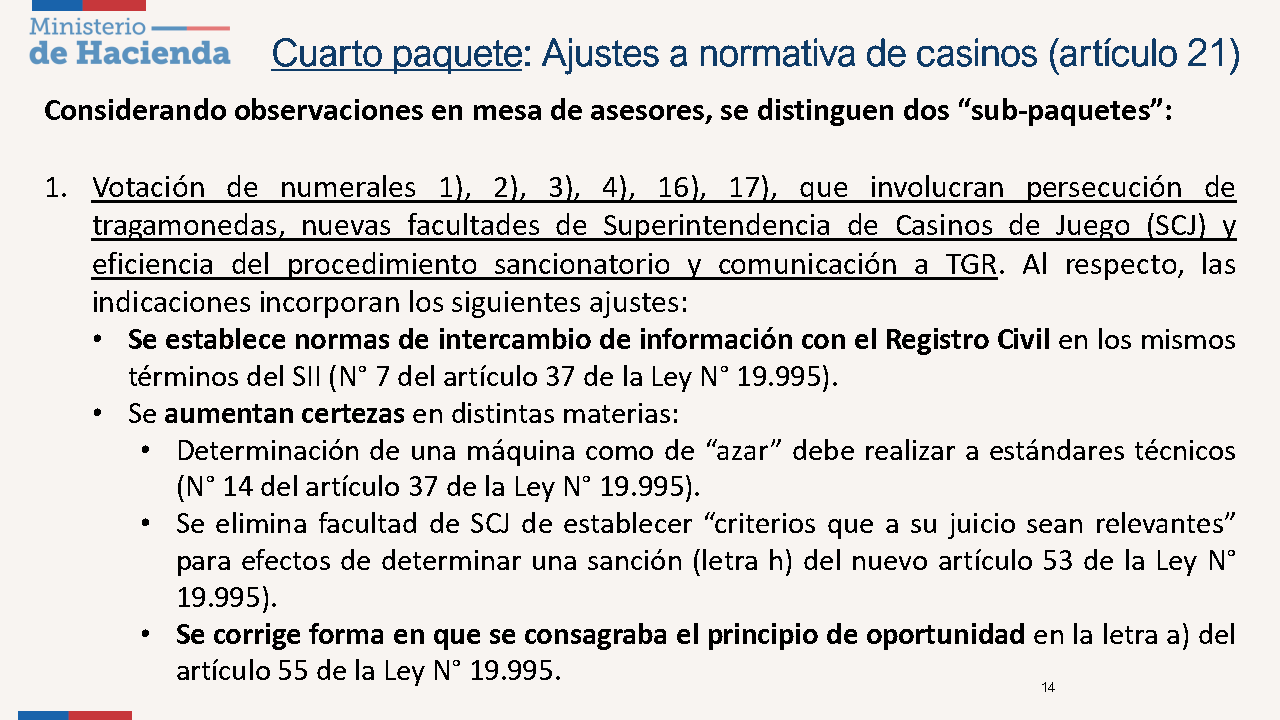 Ministerio
de Hacienda
Cuarto paquete: Ajustes a normativa de casinos (artículo 21)
Considerando observaciones en mesa de asesores, se distinguen dos “sub-paquetes”:
1. Votación de numerales 1), 2), 3), 4), 16), 17), que involucran persecución de
tragamonedas, nuevas facultades de Superintendencia de Casinos de Juego (SCJ) y
eficiencia del procedimiento sancionatorio y comunicación a TGR. Al respecto, las
indicaciones incorporan los siguientes ajustes:
• Se establece normas de intercambio de información con el Registro Civil en los mismos
términos del SII (N° 7 del artículo 37 de la Ley N° 19.995).
• Se aumentan certezas en distintas materias:
• Determinación de una máquina como de “azar” debe realizar a estándares técnicos
(N° 14 del artículo 37 de la Ley N° 19.995).
• Se elimina facultad de SCJ de establecer “criterios que a su juicio sean relevantes”
para efectos de determinar una sanción (letra h) del nuevo artículo 53 de la Ley N°
19.995).
• Se corrige forma en que se consagraba el principio de oportunidad en la letra a) del
artículo 55 de la Ley N° 19.995.
14